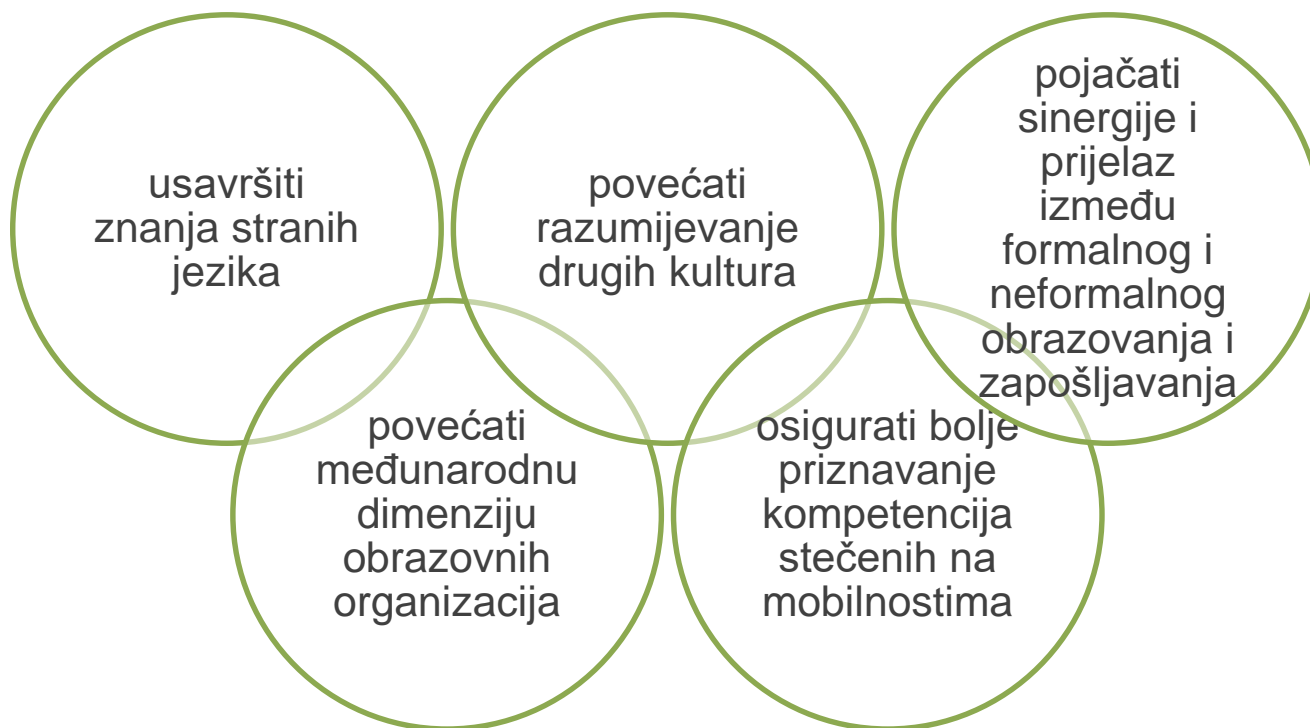 usavršiti
znanja stranih
jezika
povećati
razumijevanje
drugih kultura
pojačati
sinergije i
prijelaz
između
formalnog i
neformalnog
obrazovanja i
zapošljavanja
povećati
međunarodnu
dimenziju
obrazovnih
organizacija
osigurati bolje
priznavanje
kompetencija
stečenih na
mobilnostima